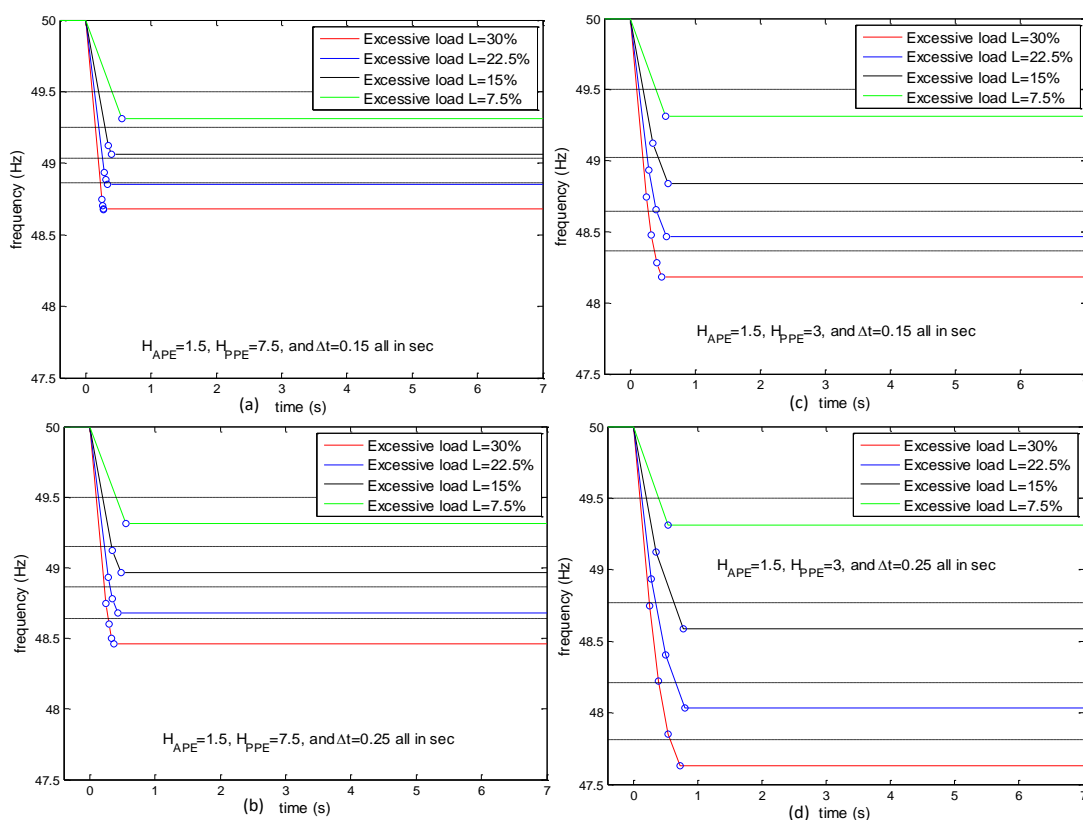 50
49.5
49
48.5
48
47.5
frequency (Hz)
Excessive load L=30%
Excessive load L=22.5%
Excessive load L=15%
Excessive load L=7.5%
H_APE=1.5, H_PPE=7.5, and Δt=0.15 all in sec
0 1 2 3 4 5 6 7
(a) time (s)
50
49.5
49
48.5
48
47.5
frequency (Hz)
Excessive load L=30%
Excessive load L=22.5%
Excessive load L=15%
Excessive load L=7.5%
H_APE=1.5, H_PPE=3, and Δt=0.15 all in sec
0 1 2 3 4 5 6
(c) time (s)
50
49.5
49
48.5
48
47.5
frequency (Hz)
Excessive load L=30%
Excessive load L=22.5%
Excessive load L=15%
Excessive load L=7.5%
H_APE=1.5, H_PPE=7.5, and Δt=0.25 all in sec
0 1 2 3 4 5 6 7
(b) time (s)
50
49.5
49
48.5
48
47.5
frequency (Hz)
Excessive load L=30%
Excessive load L=22.5%
Excessive load L=15%
Excessive load L=7.5%
H_APE=1.5, H_PPE=3, and Δt=0.25 all in sec
0 1 2 3 4 5 6 7
(d) time (s)